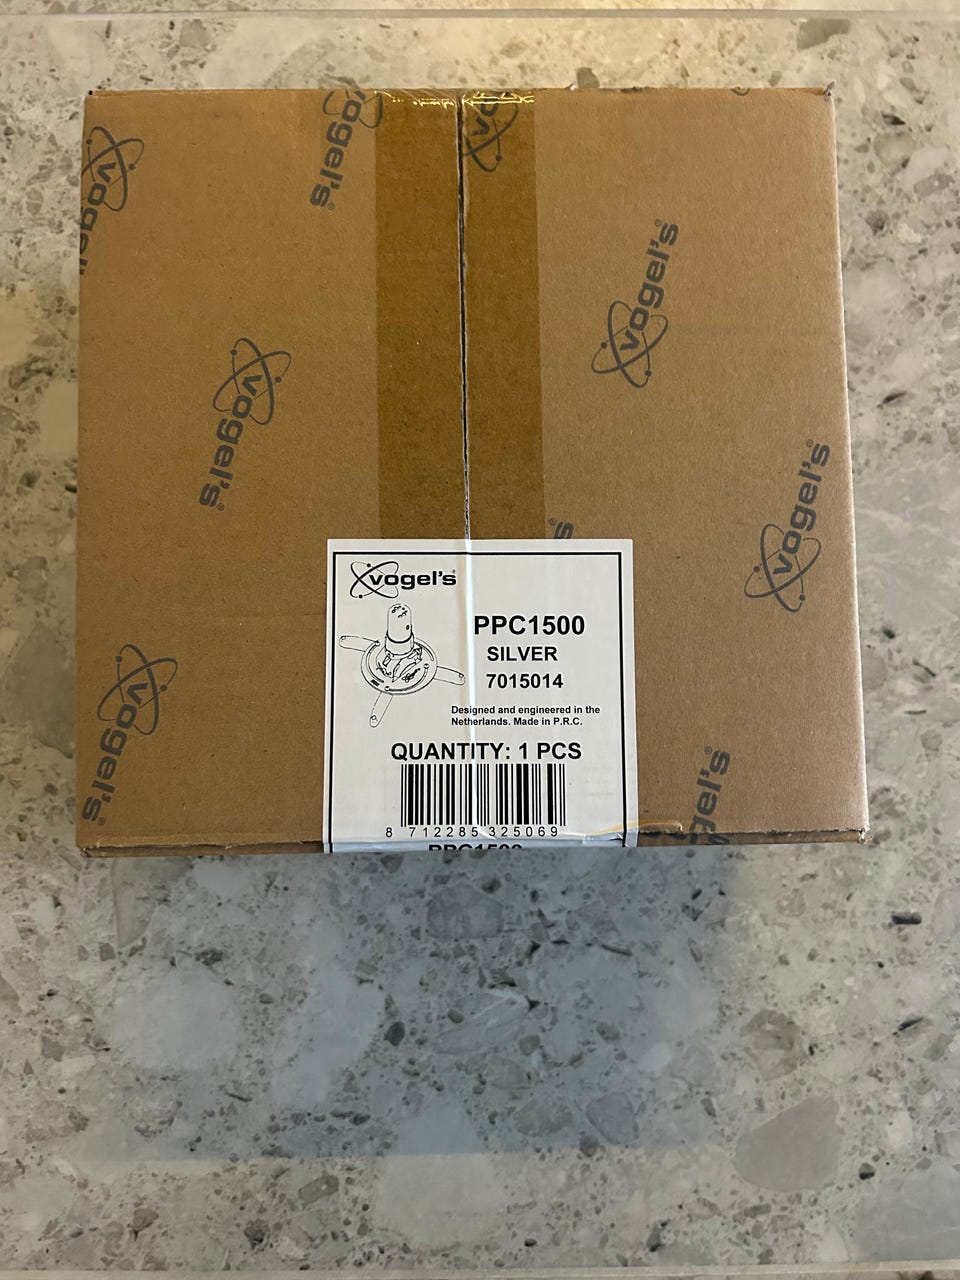 vogel's®
vogel's®
vogel's®
vogel's®
vogel's®
vogel's®
vogel's®
PPC1500
SILVER
7015014
Designed and engineered in the
Netherlands. Made in P.R.C.
QUANTITY: 1 PCS
8 712285 325069
PPC1500
vogel's®
vogel's®